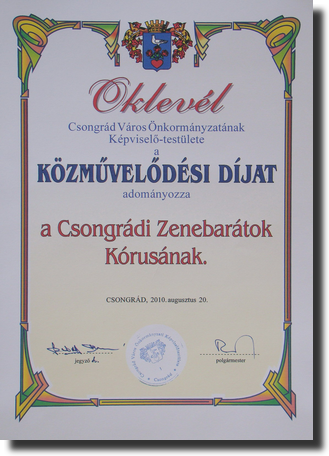 Oklevél
Csongrád Város Önkormányzatának
Képviselő-testülete
a
KÖZMŰVELŐDÉSI DÍJAT
adományozza
a Csongrádi Zenebarátok
Kórusának.
CSONGRÁD, 2010. augusztus 20.
jegyző
polgármester